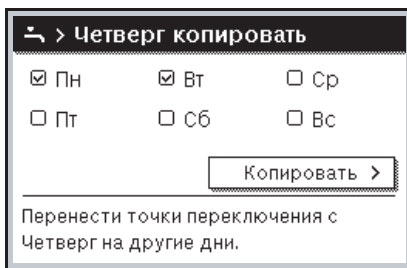 > Четверг копировать
Пн Вт Ср
Пт Сб Вс
Копировать >
Перенести точки переключения с
Четверг на другие дни.